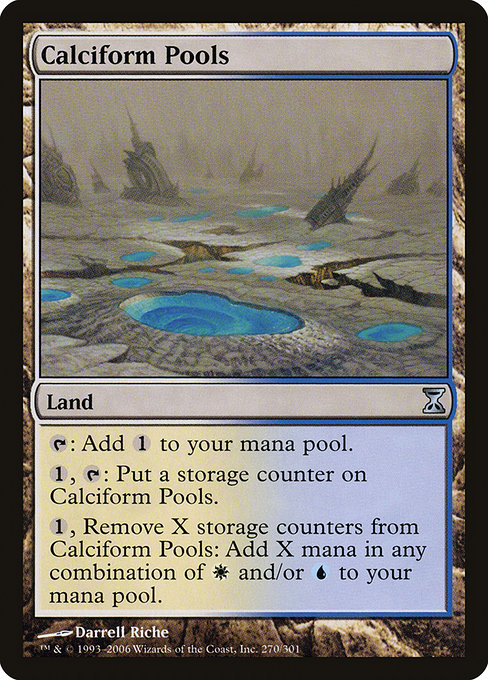 Calciform Pools
Land
: Add 1 to your mana pool.
1, : Put a storage counter on
Calciform Pools.
1, Remove X storage counters from
Calciform Pools: Add X mana in any
combination of and/or to your
mana pool.
Darrell Riche
™ & © 1993–2006 Wizards of the Coast, Inc. 270/301